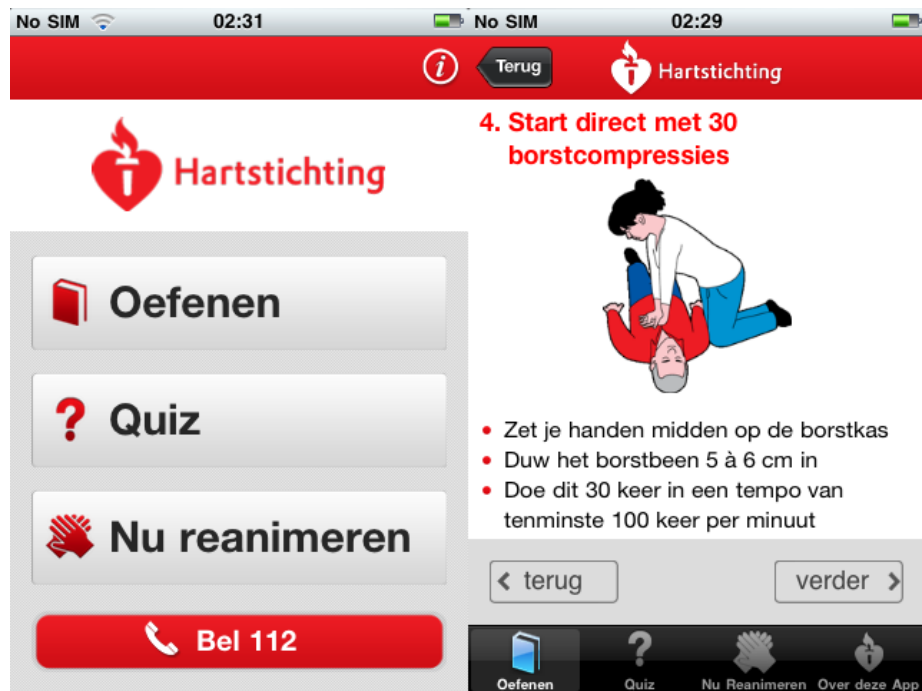 No SIM 02:31
Hartstichting
Oefenen
Quiz
Nu reanimeren
Bel 112
No SIM 02:29
Terug Hartstichting
4. Start direct met 30
borstcompressies
• Zet je handen midden op de borstkas
• Duw het borstbeen 5 à 6 cm in
• Doe dit 30 keer in een tempo van
tenminste 100 keer per minuut
terug verder
Oefenen Quiz Nu Reanimeren Over deze App